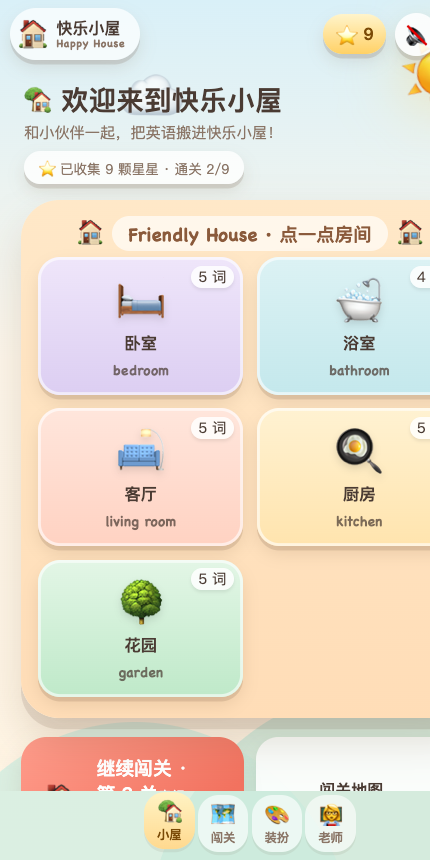 快乐小屋
Happy House
9
欢迎来到快乐小屋
和小伙伴一起，把英语搬进快乐小屋！
已收集 9 颗星星 · 通关 2/9
Friendly House · 点一点房间
5 词
卧室
bedroom
4
浴室
bathroom
5 词
客厅
living room
5
厨房
kitchen
5 词
花园
garden
继续闯关 ·
闯关地图
小屋
闯关
装扮
老师